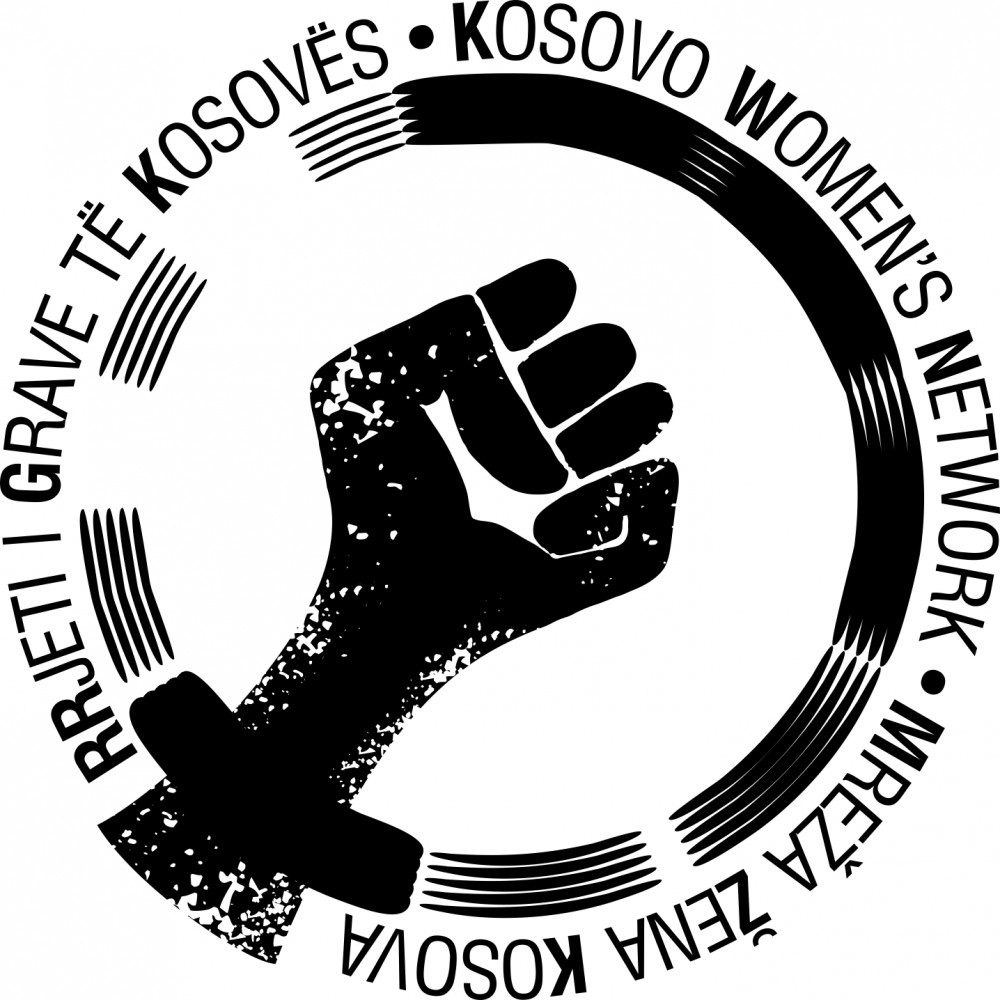 RRJETI I GRAVE TË KOSOVËS • KOSOVO WOMEN'S NETWORK • MREŽA ŽENA KOSOVA